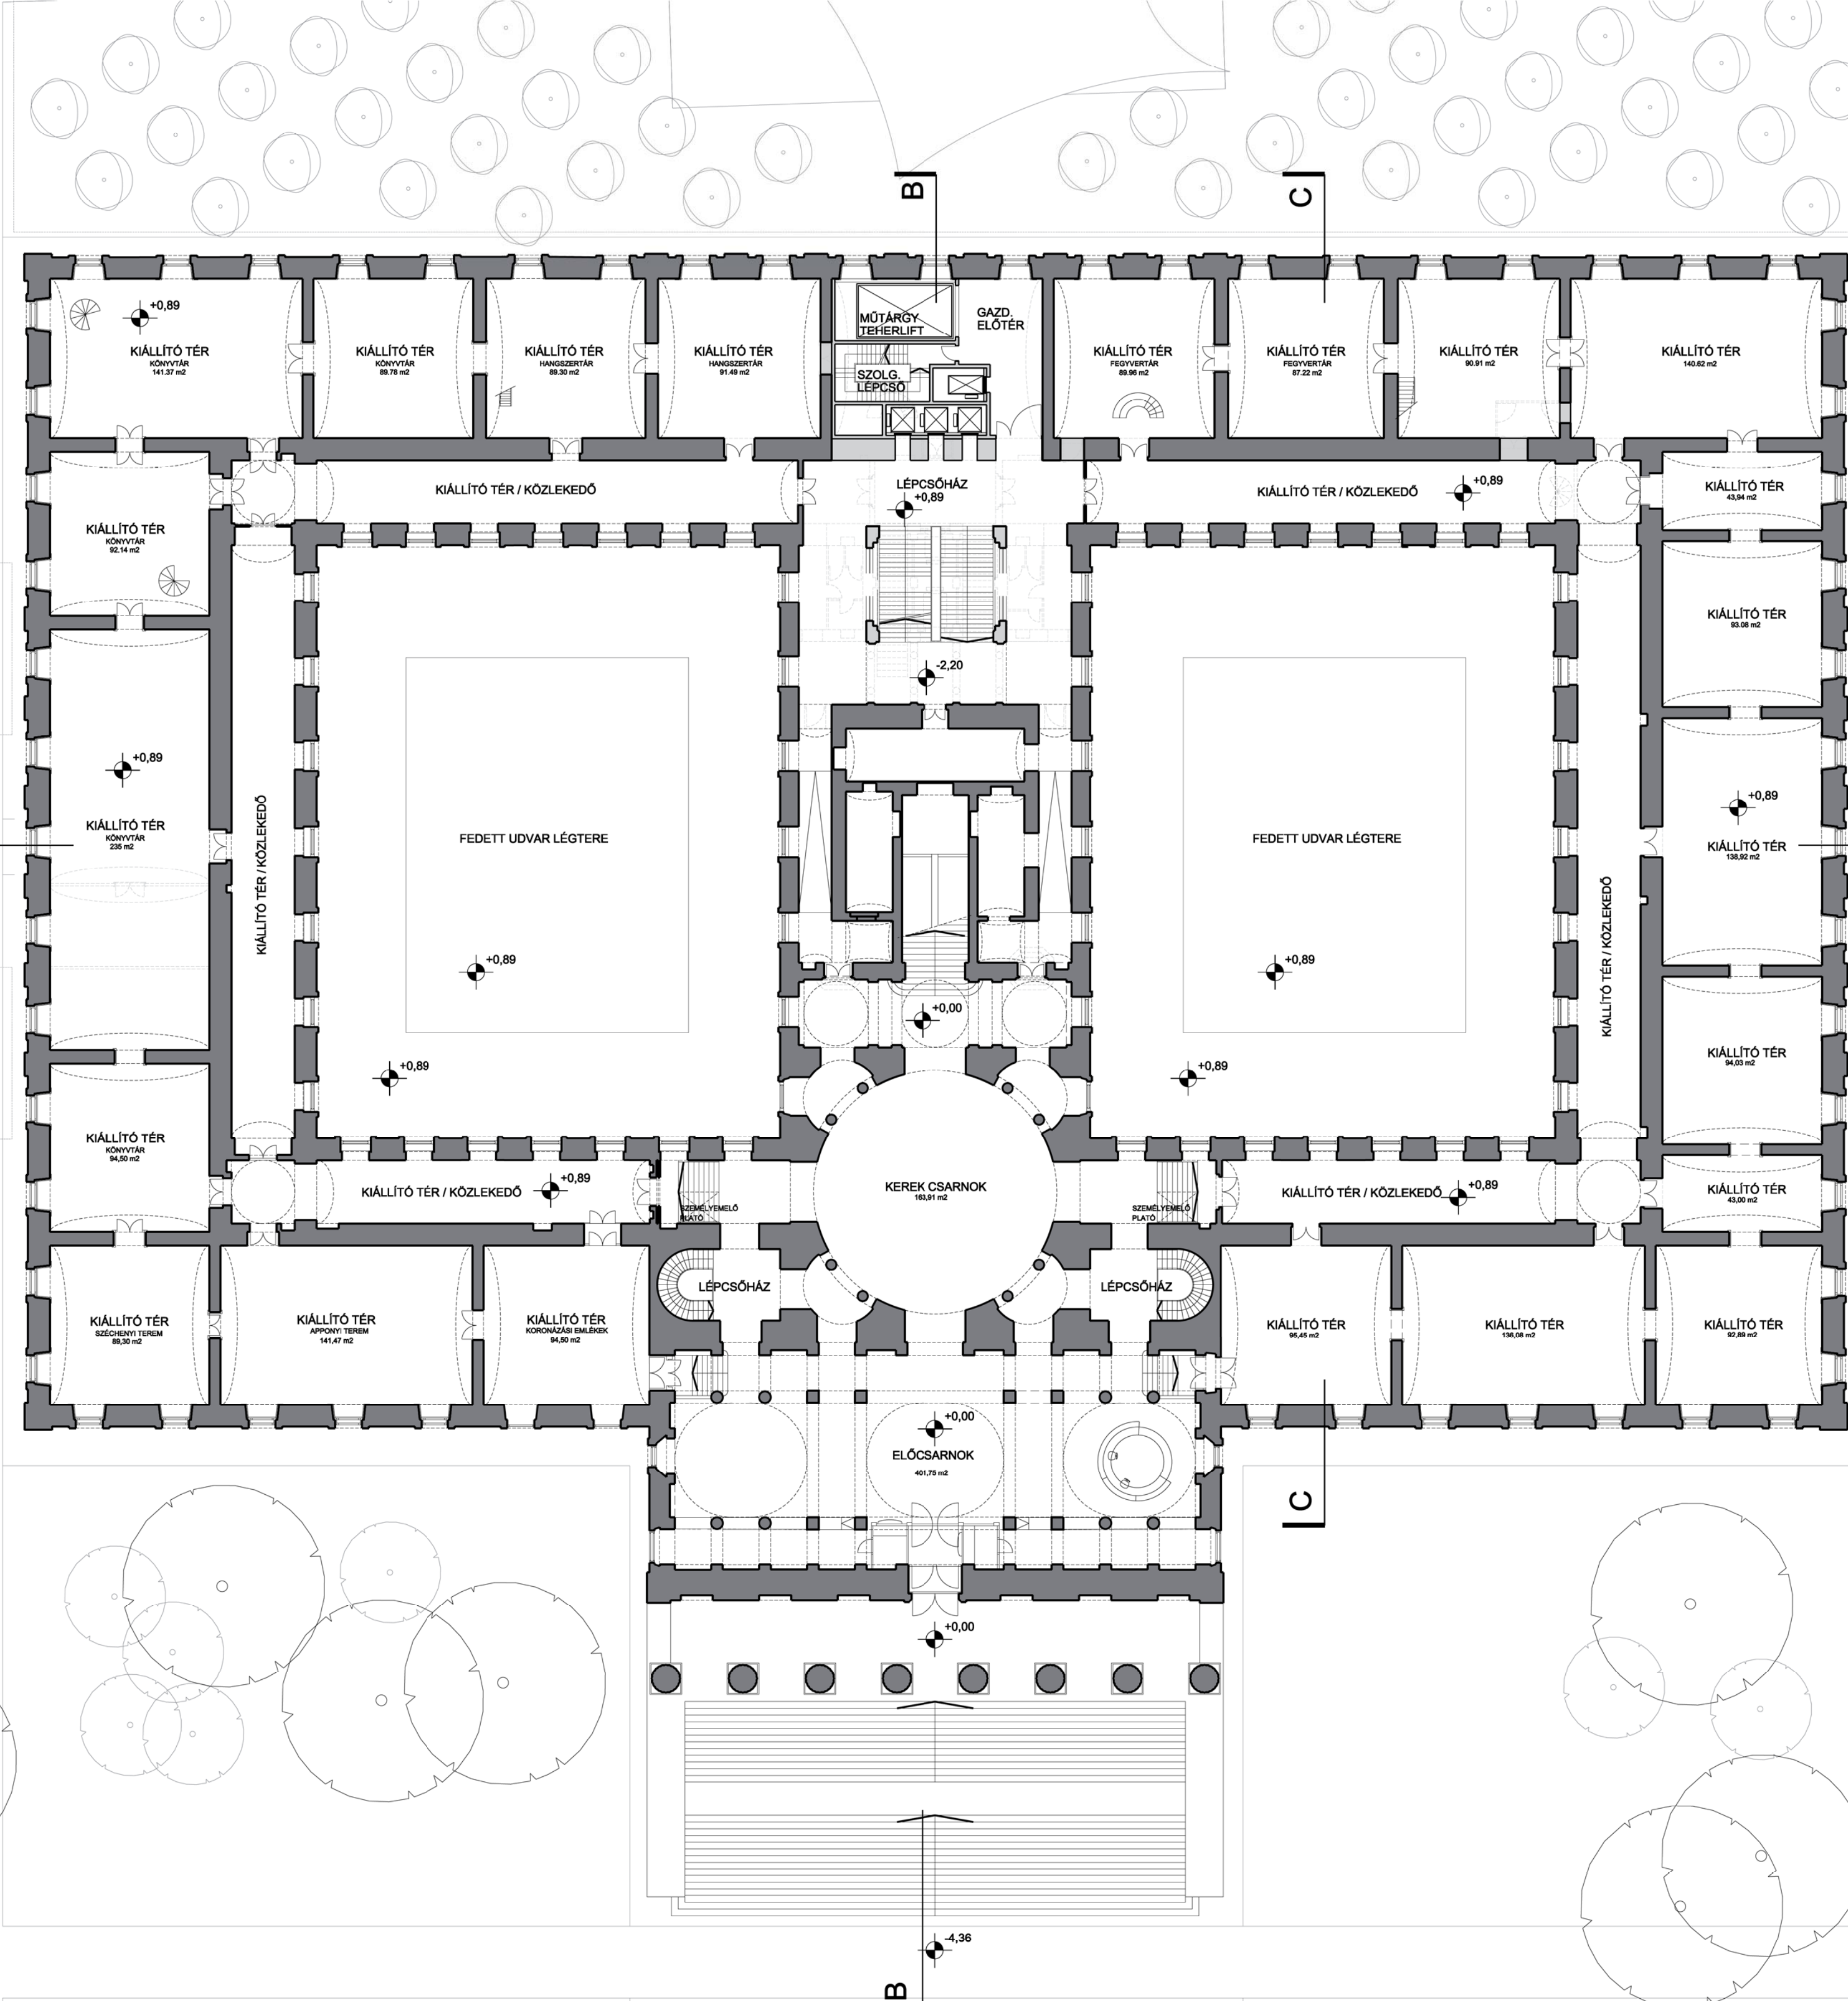 B
C
+0,89
KIÁLLÍTÓ TÉR
KÖNYVTÁR
141.37 m2
KIÁLLÍTÓ TÉR
KÖNYVTÁR
89.78 m2
KIÁLLÍTÓ TÉR
HANGSZERTÁR
89.30 m2
KIÁLLÍTÓ TÉR
HANGSZERTÁR
91.49 m2
MŰTÁRGY
TEHERLIFT
GAZD.
ELŐTÉR
SZOLG.
LÉPCSŐ
KIÁLLÍTÓ TÉR
FEGYVERTÁR
89.96 m2
KIÁLLÍTÓ TÉR
FEGYVERTÁR
87.22 m2
KIÁLLÍTÓ TÉR
90.91 m2
KIÁLLÍTÓ TÉR
140.62 m2
KIÁLLÍTÓ TÉR / KÖZLEKEDŐ
LÉPCSŐHÁZ
+0,89
KIÁLLÍTÓ TÉR / KÖZLEKEDŐ
+0,89
KIÁLLÍTÓ TÉR
43,94 m2
KIÁLLÍTÓ TÉR
KÖNYVTÁR
92.14 m2
KIÁLLÍTÓ TÉR
93.08 m2
-2,20
+0,89
KIÁLLÍTÓ TÉR
KÖNYVTÁR
235 m2
KIÁLLÍTÓ TÉR / KÖZLEKEDŐ
FEDETT UDVAR LÉGTERE
FEDETT UDVAR LÉGTERE
KIÁLLÍTÓ TÉR / KÖZLEKEDŐ
+0,89
KIÁLLÍTÓ TÉR
138,92 m2
+0,89
+0,89
+0,00
+0,89
+0,89
KIÁLLÍTÓ TÉR
94,03 m2
KIÁLLÍTÓ TÉR
KÖNYVTÁR
94,50 m2
KIÁLLÍTÓ TÉR / KÖZLEKEDŐ
+0,89
SZEMÉLYEMELŐ
PLATÓ
KEREK CSARNOK
163,91 m2
SZEMÉLYEMELŐ
PLATÓ
KIÁLLÍTÓ TÉR / KÖZLEKEDŐ
+0,89
KIÁLLÍTÓ TÉR
43,00 m2
LÉPCSŐHÁZ
LÉPCSŐHÁZ
KIÁLLÍTÓ TÉR
SZÉCHENYI TEREM
89,30 m2
KIÁLLÍTÓ TÉR
APPONYI TEREM
141,47 m2
KIÁLLÍTÓ TÉR
KORONÁZÁSI EMLÉKEK
94,50 m2
KIÁLLÍTÓ TÉR
95,45 m2
KIÁLLÍTÓ TÉR
136,08 m2
KIÁLLÍTÓ TÉR
92,89 m2
+0,00
ELŐCSARNOK
401,75 m2
C
+0,00
-4,36
B